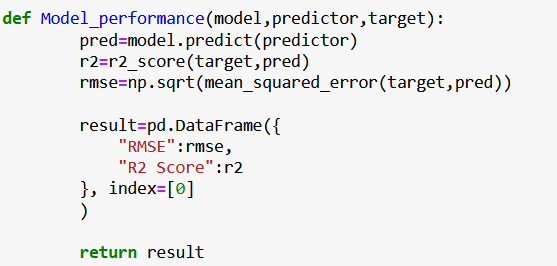 def Model_performance(model,predictor,target):
        pred=model.predict(predictor)
        r2=r2_score(target,pred)
        rmse=np.sqrt(mean_squared_error(target,pred))

        result=pd.DataFrame({
            "RMSE":rmse,
            "R2 Score":r2
        }, index=[0]
        )

        return result